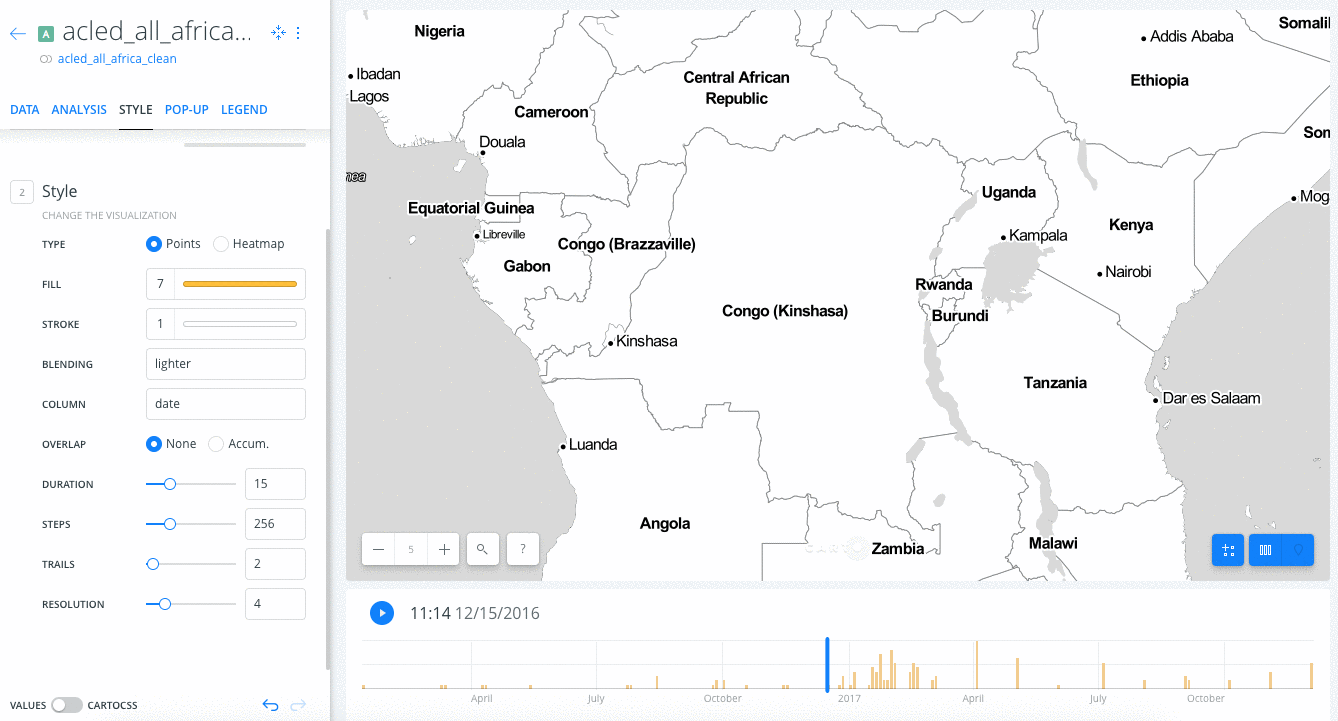 A acled_all_africa...
acled_all_africa_clean
DATA ANALYSIS STYLE POP-UP LEGEND
2 Style
CHANGE THE VISUALIZATION
TYPE Points Heatmap
FILL 7
STROKE 1
BLENDING lighter
COLUMN date
OVERLAP None Accum.
DURATION 15
STEPS 256
TRAILS 2
RESOLUTION 4
VALUES CARTOCSS
Nigeria
Somali
Addis Ababa
Ibadan
Central African
Republic
Ethiopia
Lagos
Cameroon
Douala
Son
nea
Uganda
Mog
Equatorial Guinea
Libreville
Congo (Brazzaville)
Kampala
Kenya
Gabon
Nairobi
Rwanda
Congo (Kinshasa)
Burundi
Kinshasa
Tanzania
Dar es Salaam
Luanda
Angola
CARTO
Zambia
Malawi
5
?
11:14 12/15/2016
April July October 2017 April July October